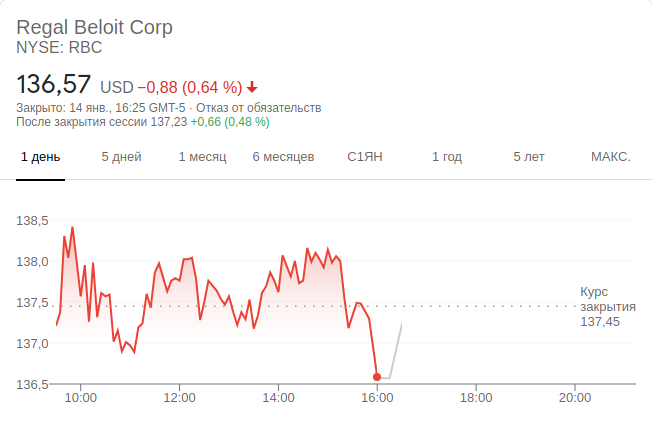 Regal Beloit Corp
NYSE: RBC
136,57 USD −0,88 (0,64 %)
Закрыто: 14 янв., 16:25 GMT-5 · Отказ от обязательств
После закрытия сессии 137,23 +0,66 (0,48 %)
1 день 5 дней 1 месяц 6 месяцев С1ЯН 1 год 5 лет МАКС.
138,5
138,0
137,5
137,0
136,5
Курс
закрытия
137,45
10:00 12:00 14:00 16:00 18:00 20:00